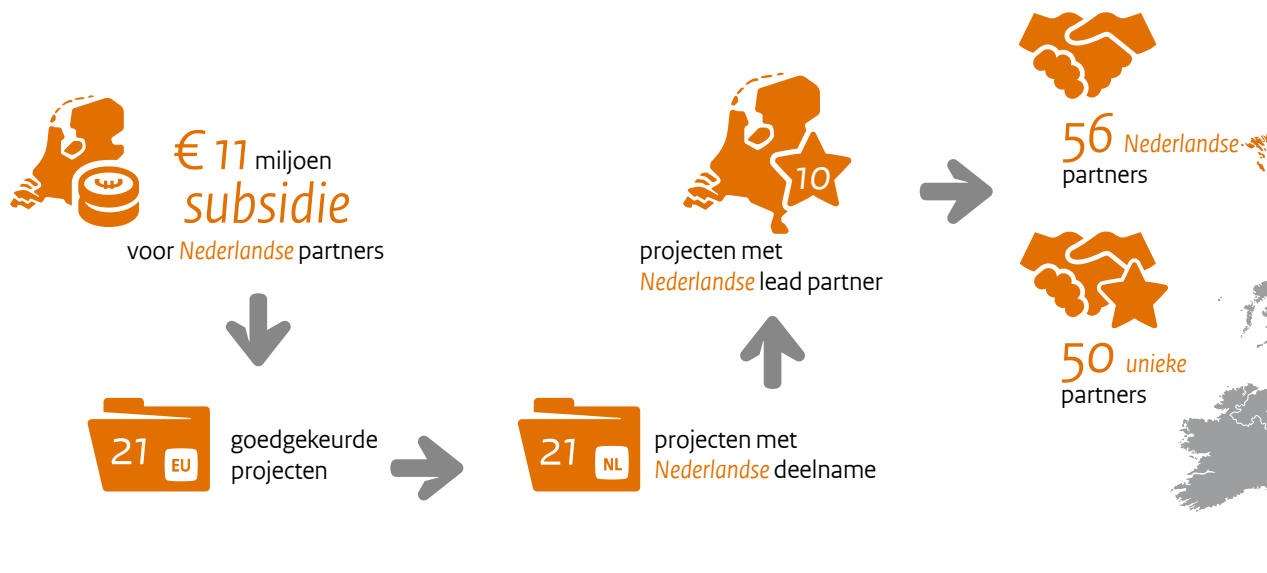 € 11 miljoen
subsidie
voor Nederlandse partners
21 EU
goedgekeurde
projecten
21 NL
projecten met
Nederlandse deelname
10
projecten met
Nederlandse lead partner
56 Nederlandse
partners
50 unieke
partners